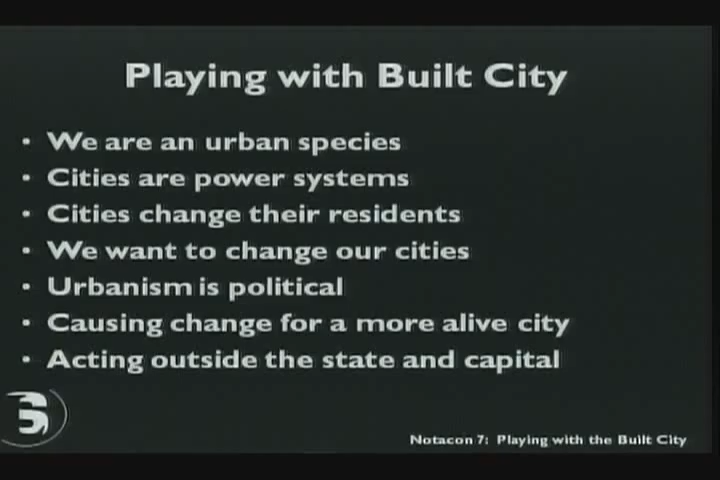 Playing with Built City
• We are an urban species
• Cities are power systems
• Cities change their residents
• We want to change our cities
• Urbanism is political
• Causing change for a more alive city
• Acting outside the state and capital
Notacon 7: Playing with the Built City